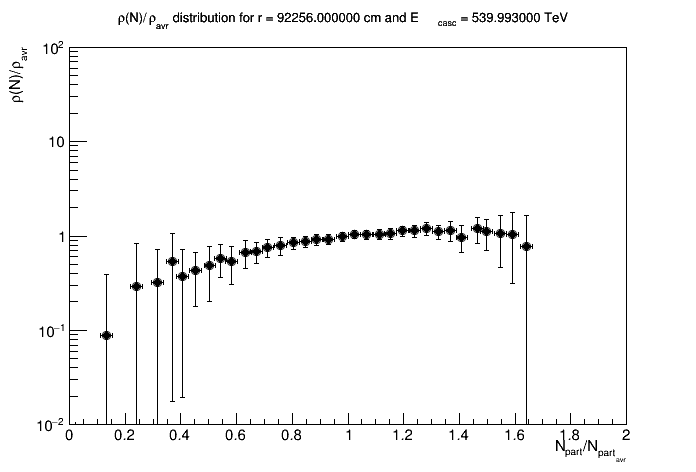 ρ(N)/ρavr distribution for r = 92256.000000 cm and E casc = 539.993000 TeV
ρ(N)/ρavr
10²
10
1
10⁻¹
10⁻²
0 0.2 0.4 0.6 0.8 1 1.2 1.4 1.6 1.8 2
Npart/Npartavr